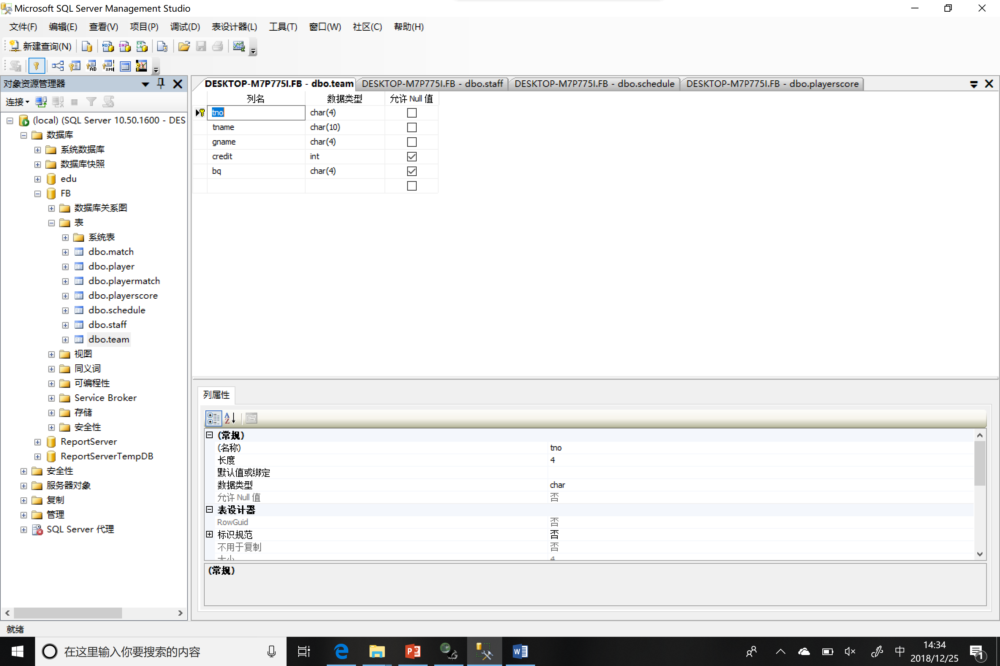 Microsoft SQL Server Management Studio
文件(F) 编辑(E) 查看(V) 项目(P) 调试(D) 表设计器(L) 工具(T) 窗口(W) 社区(C) 帮助(H)
新建查询(N)
对象资源管理器
连接
(local) (SQL Server 10.50.1600 - DES
数据库
系统数据库
数据库快照
edu
FB
数据库关系图
表
系统表
dbo.match
dbo.player
dbo.playermatch
dbo.playerscore
dbo.schedule
dbo.staff
dbo.team
视图
同义词
可编程性
Service Broker
存储
安全性
ReportServer
ReportServerTempDB
安全性
服务器对象
复制
管理
SQL Server 代理
DESKTOP-M7P775I.FB - dbo.team DESKTOP-M7P775I.FB - dbo.staff DESKTOP-M7P775I.FB - dbo.schedule DESKTOP-M7P775I.FB - dbo.playerscore
列名 数据类型 允许 Null 值
tno char(4)
tname char(10)
gname char(4)
credit int
bq char(4)
列属性
(常规)
(名称) tno
长度 4
默认值或绑定
数据类型 char
允许 Null 值 否
表设计器
RowGuid 否
标识规范 否
不用于复制 否
大小 4
(常规)
就绪
在这里输入你要搜索的内容
中
14:34
2018/12/25
1